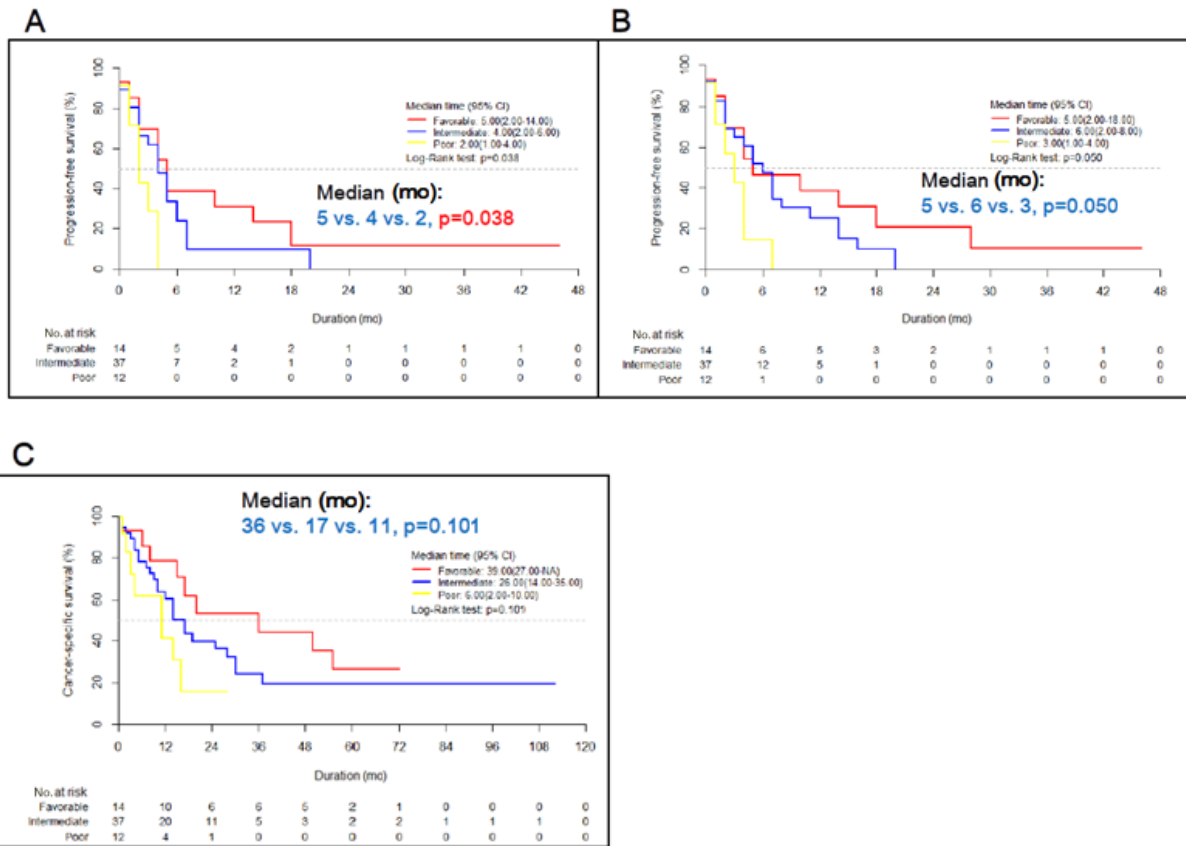 A
Progression-free survival (%)
100
80
60
40
20
0
Median time (95% CI)
Favorable: 5.00(2.00-14.00)
Intermediate: 4.00(2.00-6.00)
Poor: 2.00(1.00-4.00)
Log-Rank test: p=0.038
Median (mo):
5 vs. 4 vs. 2, p=0.038
0 6 12 18 24 30 36 42 48
Duration (mo)
No. at risk
Favorable 14 5 4 2 1 1 1 1 0
Intermediate 37 7 2 1 0 0 0 0 0
Poor 12 0 0 0 0 0 0 0 0
B
Progression-free survival (%)
100
80
60
40
20
0
Median time (95% CI)
Favorable: 5.00(2.00-18.00)
Intermediate: 6.00(2.00-8.00)
Poor: 3.00(1.00-4.00)
Log-Rank test: p=0.050
Median (mo):
5 vs. 6 vs. 3, p=0.050
0 6 12 18 24 30 36 42 48
Duration (mo)
No. at risk
Favorable 14 6 5 3 2 1 1 1 0
Intermediate 37 12 5 1 0 0 0 0 0
Poor 12 1 0 0 0 0 0 0 0
C
Median (mo):
36 vs. 17 vs. 11, p=0.101
Cancer-specific survival (%)
100
80
60
40
20
0
Median time (95% CI)
Favorable: 39.00(27.00-NA)
Intermediate: 26.00(14.00-35.00)
Poor: 6.00(2.00-10.00)
Log-Rank test: p=0.101
0 12 24 36 48 60 72 84 96 108 120
Duration (mo)
No. at risk
Favorable 14 10 6 6 5 2 1 0 0 0 0
Intermediate 37 20 11 5 3 2 2 1 1 1 0
Poor 12 4 1 0 0 0 0 0 0 0 0